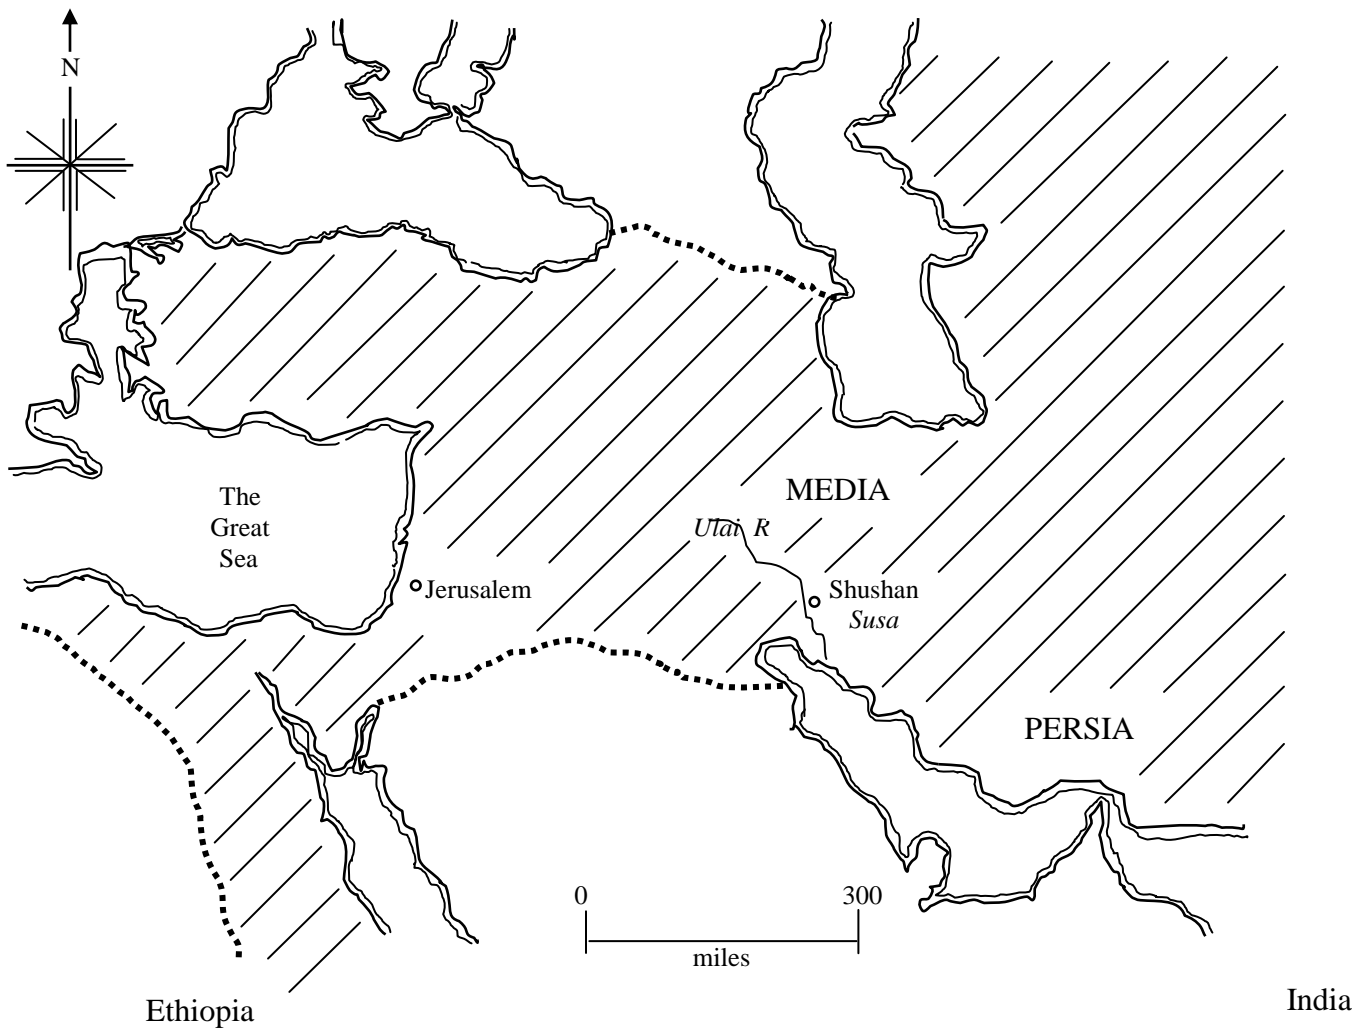 N
MEDIA
The
Great
Sea
Ulai R
Jerusalem
Shushan
Susa
PERSIA
0 300
miles
Ethiopia
India